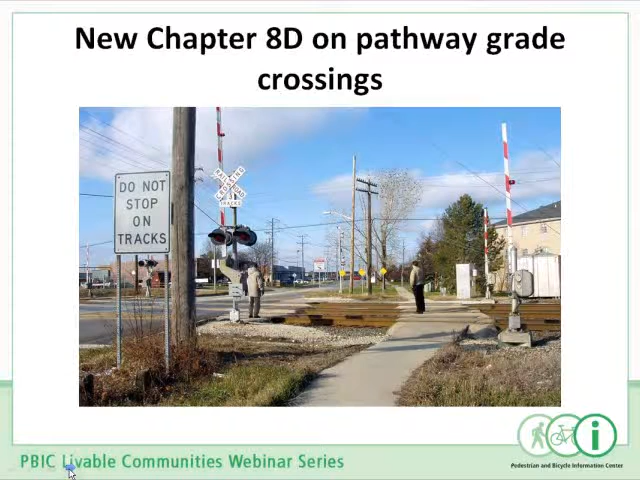 New Chapter 8D on pathway grade
crossings
DO NOT
STOP
ON
TRACKS
RAILROAD
CROSSING
TRACKS
PBIC Livable Communities Webinar Series
Pedestrian and Bicycle Information Center